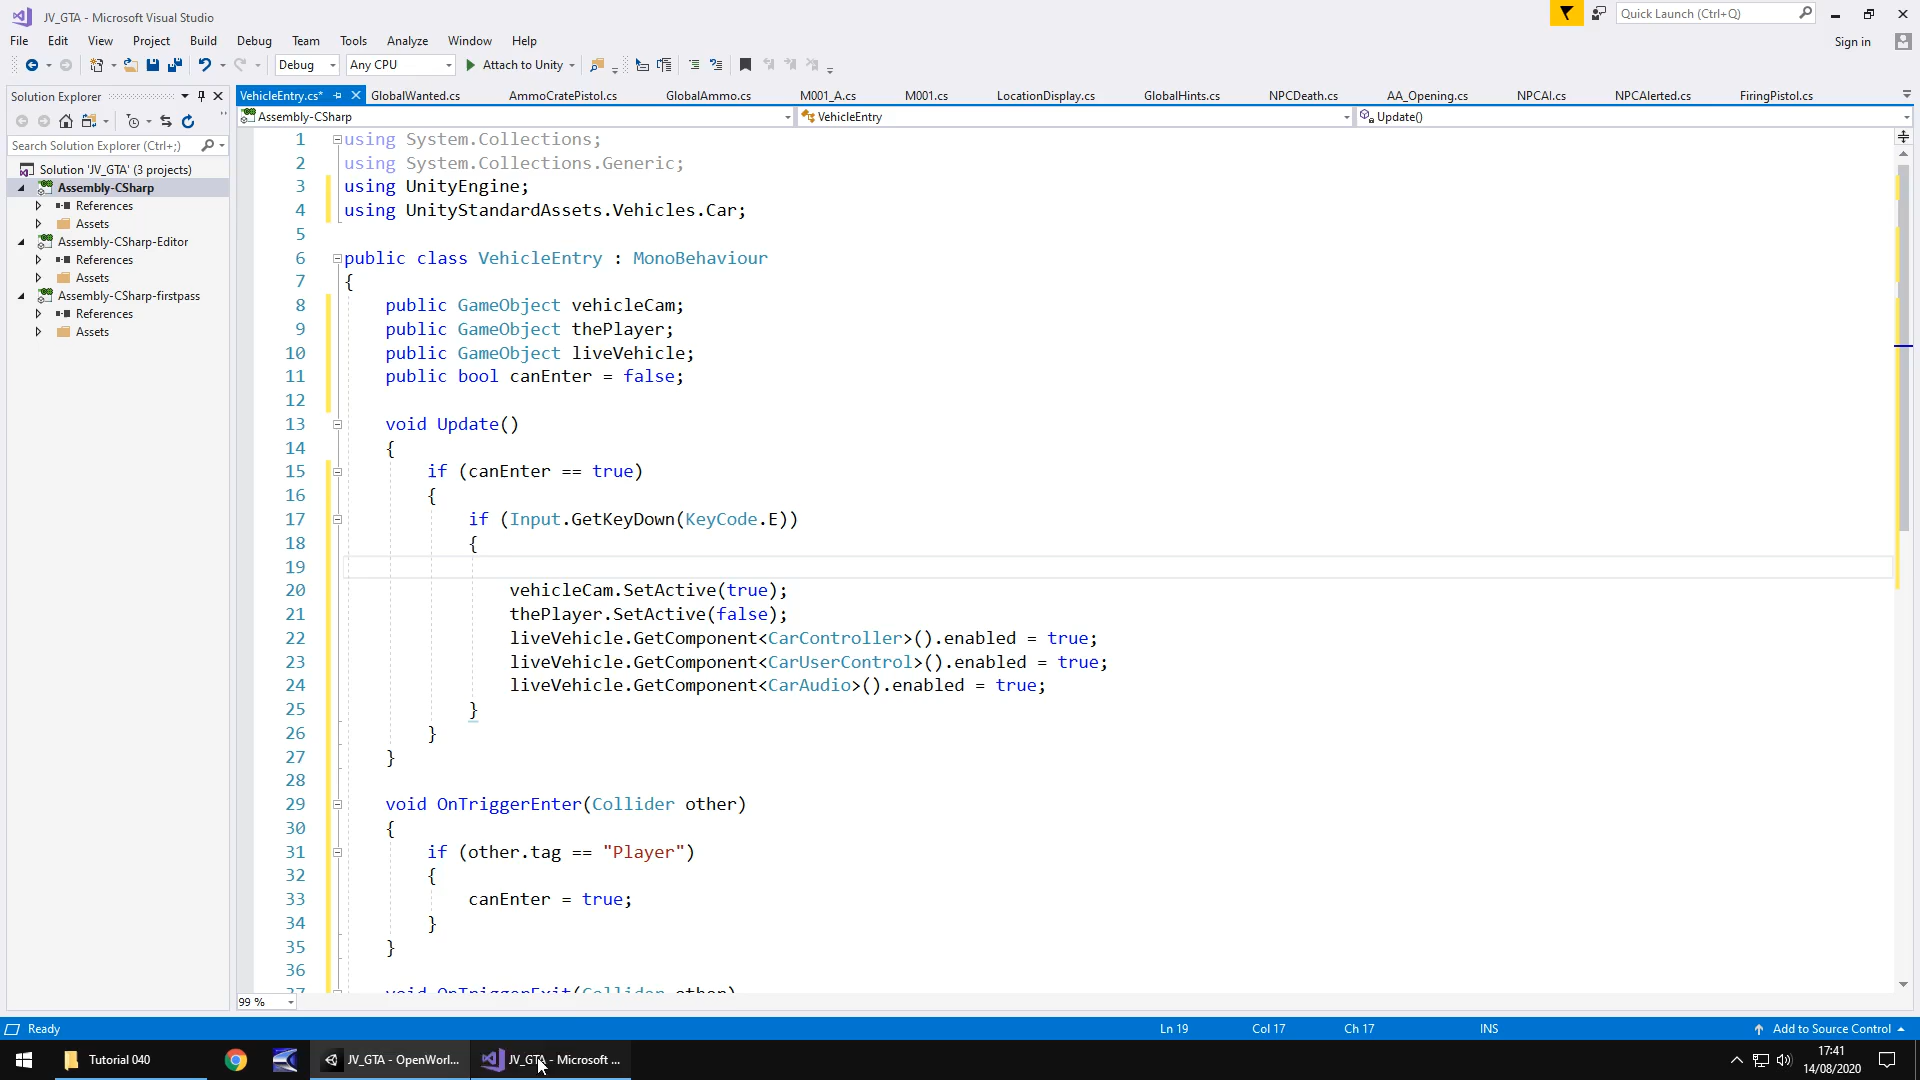 JV_GTA - Microsoft Visual Studio
Quick Launch (Ctrl+Q)
File Edit View Project Build Debug Team Tools Analyze Window Help
Sign in
Debug Any CPU Attach to Unity
Solution Explorer
VehicleEntry.cs* GlobalWanted.cs AmmoCratePistol.cs GlobalAmmo.cs M001_A.cs M001.cs LocationDisplay.cs GlobalHints.cs NPCDeath.cs AA_Opening.cs NPCAI.cs NPCAlerted.cs FiringPistol.cs
Assembly-CSharp VehicleEntry Update()
Search Solution Explorer (Ctrl+;)
Solution 'JV_GTA' (3 projects)
Assembly-CSharp
References
Assets
Assembly-CSharp-Editor
References
Assets
Assembly-CSharp-firstpass
References
Assets
1 using System.Collections;
2 using System.Collections.Generic;
3 using UnityEngine;
4 using UnityStandardAssets.Vehicles.Car;
5
6 public class VehicleEntry : MonoBehaviour
7 {
8 public GameObject vehicleCam;
9 public GameObject thePlayer;
10 public GameObject liveVehicle;
11 public bool canEnter = false;
12
13 void Update()
14 {
15 if (canEnter == true)
16 {
17 if (Input.GetKeyDown(KeyCode.E))
18 {
19
20 vehicleCam.SetActive(true);
21 thePlayer.SetActive(false);
22 liveVehicle.GetComponent<CarController>().enabled = true;
23 liveVehicle.GetComponent<CarUserControl>().enabled = true;
24 liveVehicle.GetComponent<CarAudio>().enabled = true;
25 }
26 }
27 }
28
29 void OnTriggerEnter(Collider other)
30 {
31 if (other.tag == "Player")
32 {
33 canEnter = true;
34 }
35 }
36
37 void OnTriggerExit(Collider other)
99 %
Ready Ln 19 Col 17 Ch 17 INS Add to Source Control
Tutorial 040 JV_GTA - OpenWorl... JV_GTA - Microsoft ...
17:41
14/08/2020